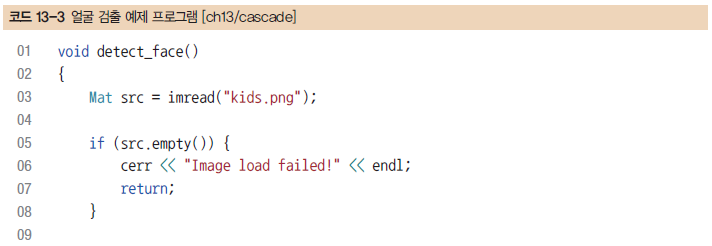 코드 13-3 얼굴 검출 예제 프로그램 [ch13/cascade]
01 void detect_face()
02 {
03 Mat src = imread("kids.png");
04
05 if (src.empty()) {
06 cerr << "Image load failed!" << endl;
07 return;
08 }
09